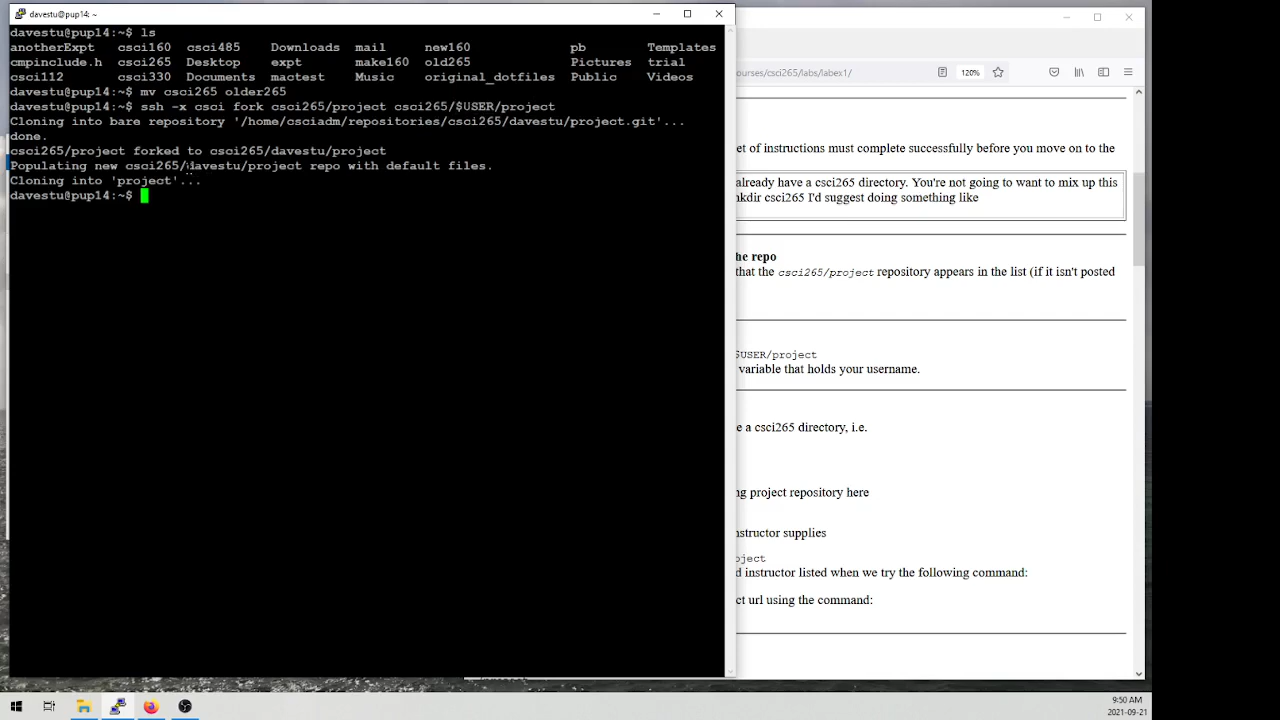 davestu@pup14: ~
davestu@pup14:~$ ls
anotherExpt csci160 csci485 Downloads mail new160 pb Templates
cmpinclude.h csci265 Desktop expt make160 old265 Pictures trial
csci112 csci330 Documents mactest Music original_dotfiles Public Videos
davestu@pup14:~$ mv csci265 older265
davestu@pup14:~$ ssh -x csci fork csci265/project csci265/$USER/project
Cloning into bare repository '/home/csciadm/repositories/csci265/davestu/project.git'...
done.
csci265/project forked to csci265/davestu/project
Populating new csci265/davestu/project repo with default files.
Cloning into 'project'...
davestu@pup14:~$
ourses/csci265/labs/labex1/
120%
et of instructions must complete successfully before you move on to the
already have a csci265 directory. You're not going to want to mix up this
nkdir csci265 I'd suggest doing something like
he repo
that the csci265/project repository appears in the list (if it isn't posted
$USER/project
variable that holds your username.
e a csci265 directory, i.e.
ng project repository here
nstructor supplies
oject
d instructor listed when we try the following command:
ct url using the command:
9:50 AM
2021-09-21